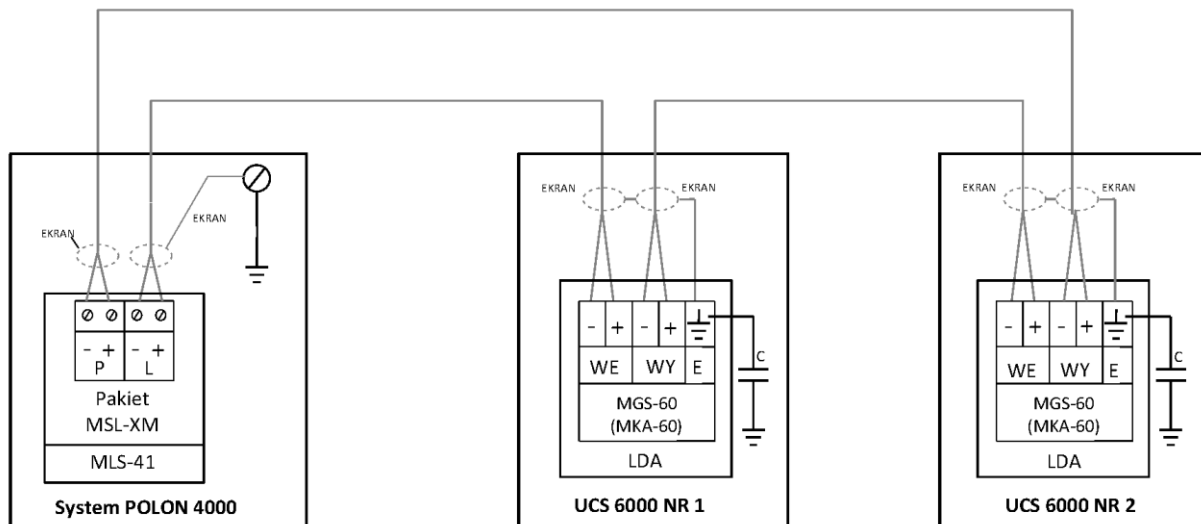 EKRAN
EKRAN
- + - +
P L
Pakiet
MSL-XM
MLS-41
System POLON 4000
EKRAN
EKRAN
- + - +
C
WE WY E
MGS-60
(MKA-60)
LDA
UCS 6000 NR 1
EKRAN
EKRAN
- + - +
C
WE WY E
MGS-60
(MKA-60)
LDA
UCS 6000 NR 2